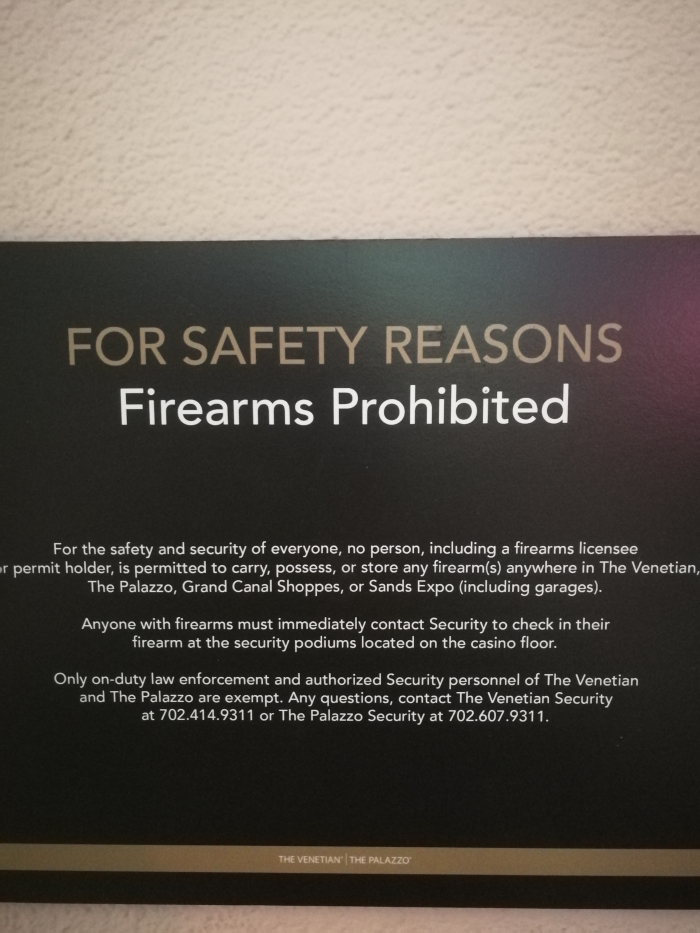 FOR SAFETY REASONS
Firearms Prohibited
For the safety and security of everyone, no person, including a firearms licensee
or permit holder, is permitted to carry, possess, or store any firearm(s) anywhere in The Venetian,
The Palazzo, Grand Canal Shoppes, or Sands Expo (including garages).
Anyone with firearms must immediately contact Security to check in their
firearm at the security podiums located on the casino floor.
Only on-duty law enforcement and authorized Security personnel of The Venetian
and The Palazzo are exempt. Any questions, contact The Venetian Security
at 702.414.9311 or The Palazzo Security at 702.607.9311.
THE VENETIAN® | THE PALAZZO®